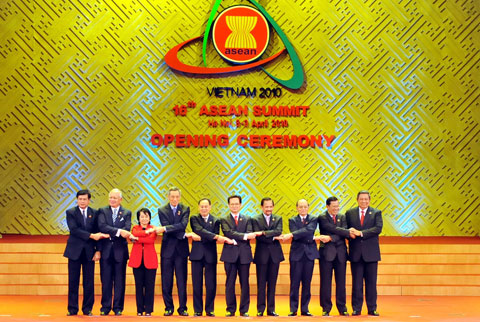 asean
VIETNAM 2010
16th ASEAN SUMMIT
Ha Noi, 8-9 April 2010
OPENING CEREMONY